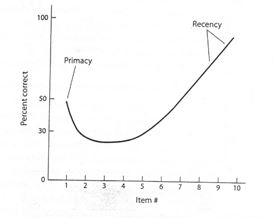 100
Recency
Primacy
50
Percent correct
30
0
1 2 3 4 5 6 7 8 9 10
Item #